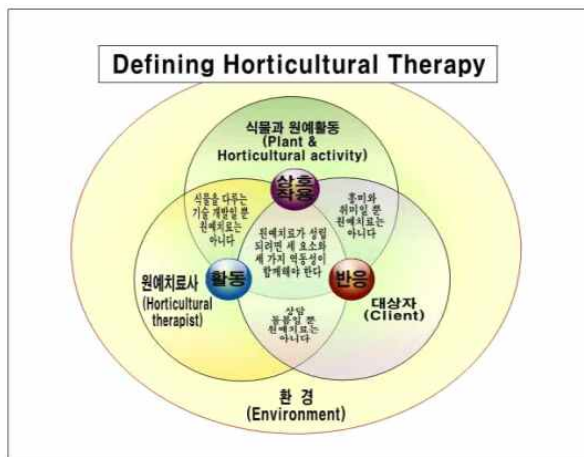 Defining Horticultural Therapy
식물과 원예활동
(Plant &
Horticultural activity)
상호
작용
식물을 다루는
기술 개발일 뿐
원예치료는
아니다
흥미와
취미일 뿐
원예치료는
아니다
원예치료가 성립
되려면 세 요소와
세 가지 역동성이
함께해야 한다
활동
반응
원예치료사
(Horticultural
therapist)
대상자
(Client)
상담
돌봄일 뿐
원예치료는
아니다
환 경
(Environment)